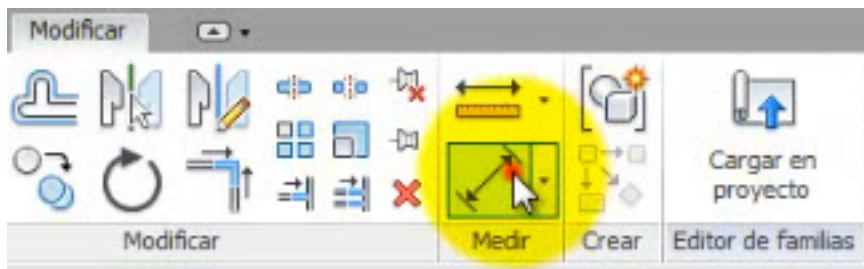 Modificar
Cargar en
proyecto
Modificar
Medir
Crear
Editor de familias